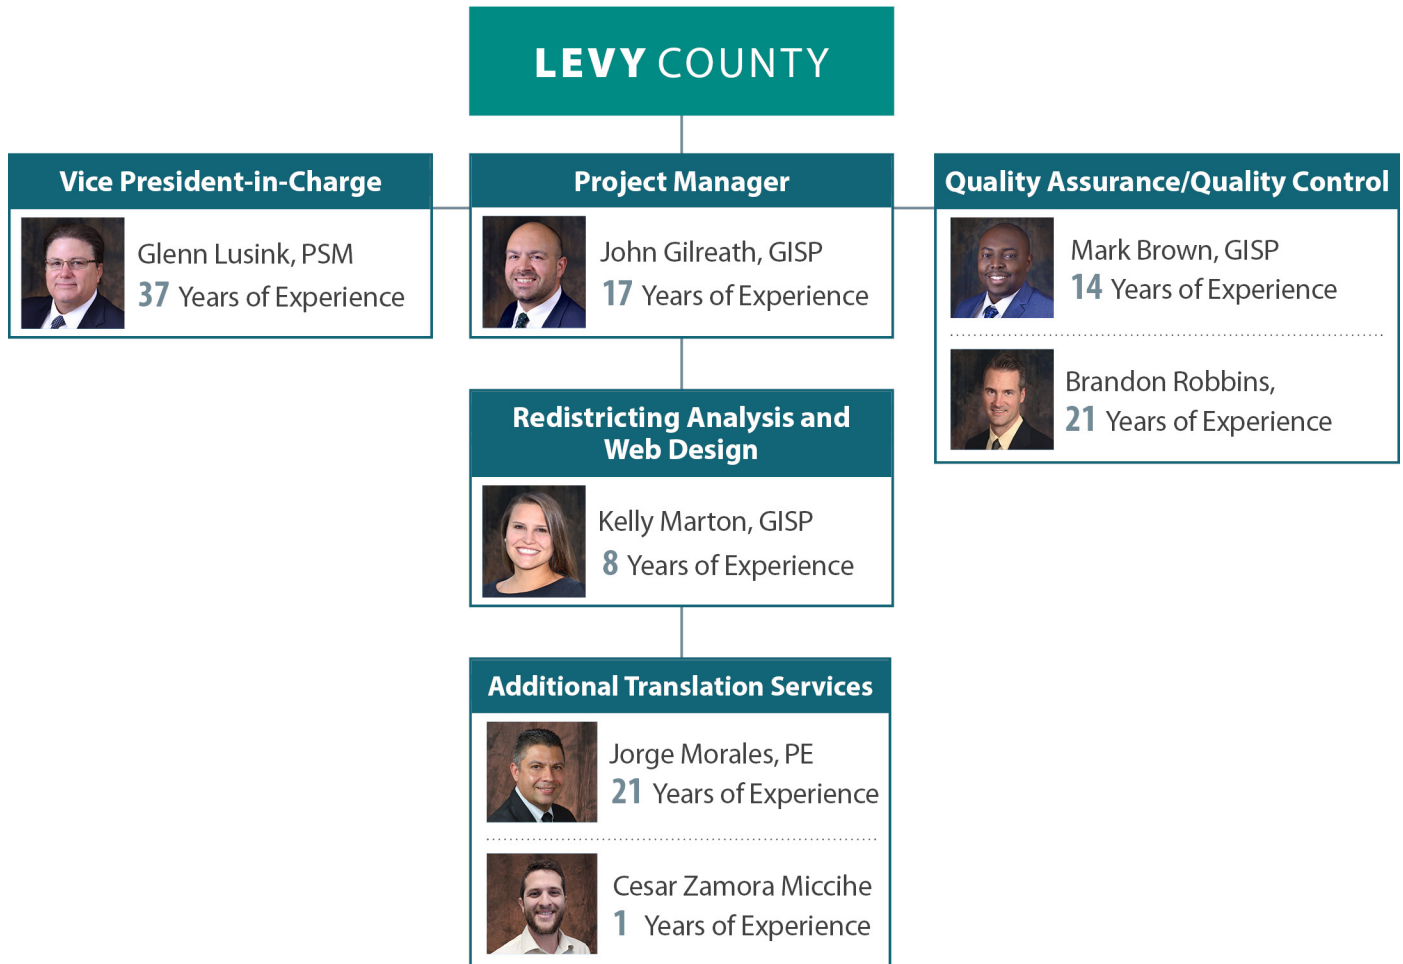 LEVY COUNTY
Vice President-in-Charge
Glenn Lusink, PSM
37 Years of Experience
Project Manager
John Gilreath, GISP
17 Years of Experience
Quality Assurance/Quality Control
Mark Brown, GISP
14 Years of Experience
Brandon Robbins,
21 Years of Experience
Redistricting Analysis and
Web Design
Kelly Marton, GISP
8 Years of Experience
Additional Translation Services
Jorge Morales, PE
21 Years of Experience
Cesar Zamora Miccihe
1 Years of Experience